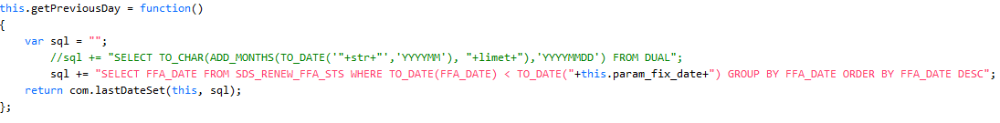 this.getPreviousDay = function()
{
    var sql = "";
        //sql += "SELECT TO_CHAR(ADD_MONTHS(TO_DATE('"+str+"','YYYYMM'), "+limet+"),'YYYYMMDD') FROM DUAL";
        sql += "SELECT FFA_DATE FROM SDS_RENEW_FFA_STS WHERE TO_DATE(FFA_DATE) < TO_DATE("+this.param_fix_date+") GROUP BY FFA_DATE ORDER BY FFA_DATE DESC";
    return com.lastDateSet(this, sql);
};